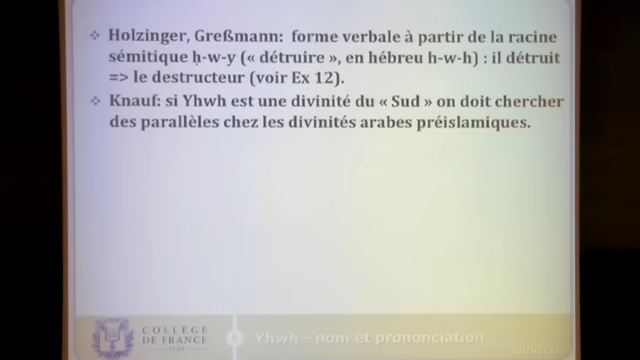 Holzinger, Greßmann: forme verbale à partir de la racine
sémitique ḥ-w-y (« détruire », en hébreu h-w-h) : il détruit
=> le destructeur (voir Ex 12).
Knauf: si Yhwh est une divinité du « Sud » on doit chercher
des parallèles chez les divinités arabes préislamiques.
COLLÈGE
DE FRANCE
Yhwh – nom et prononciation